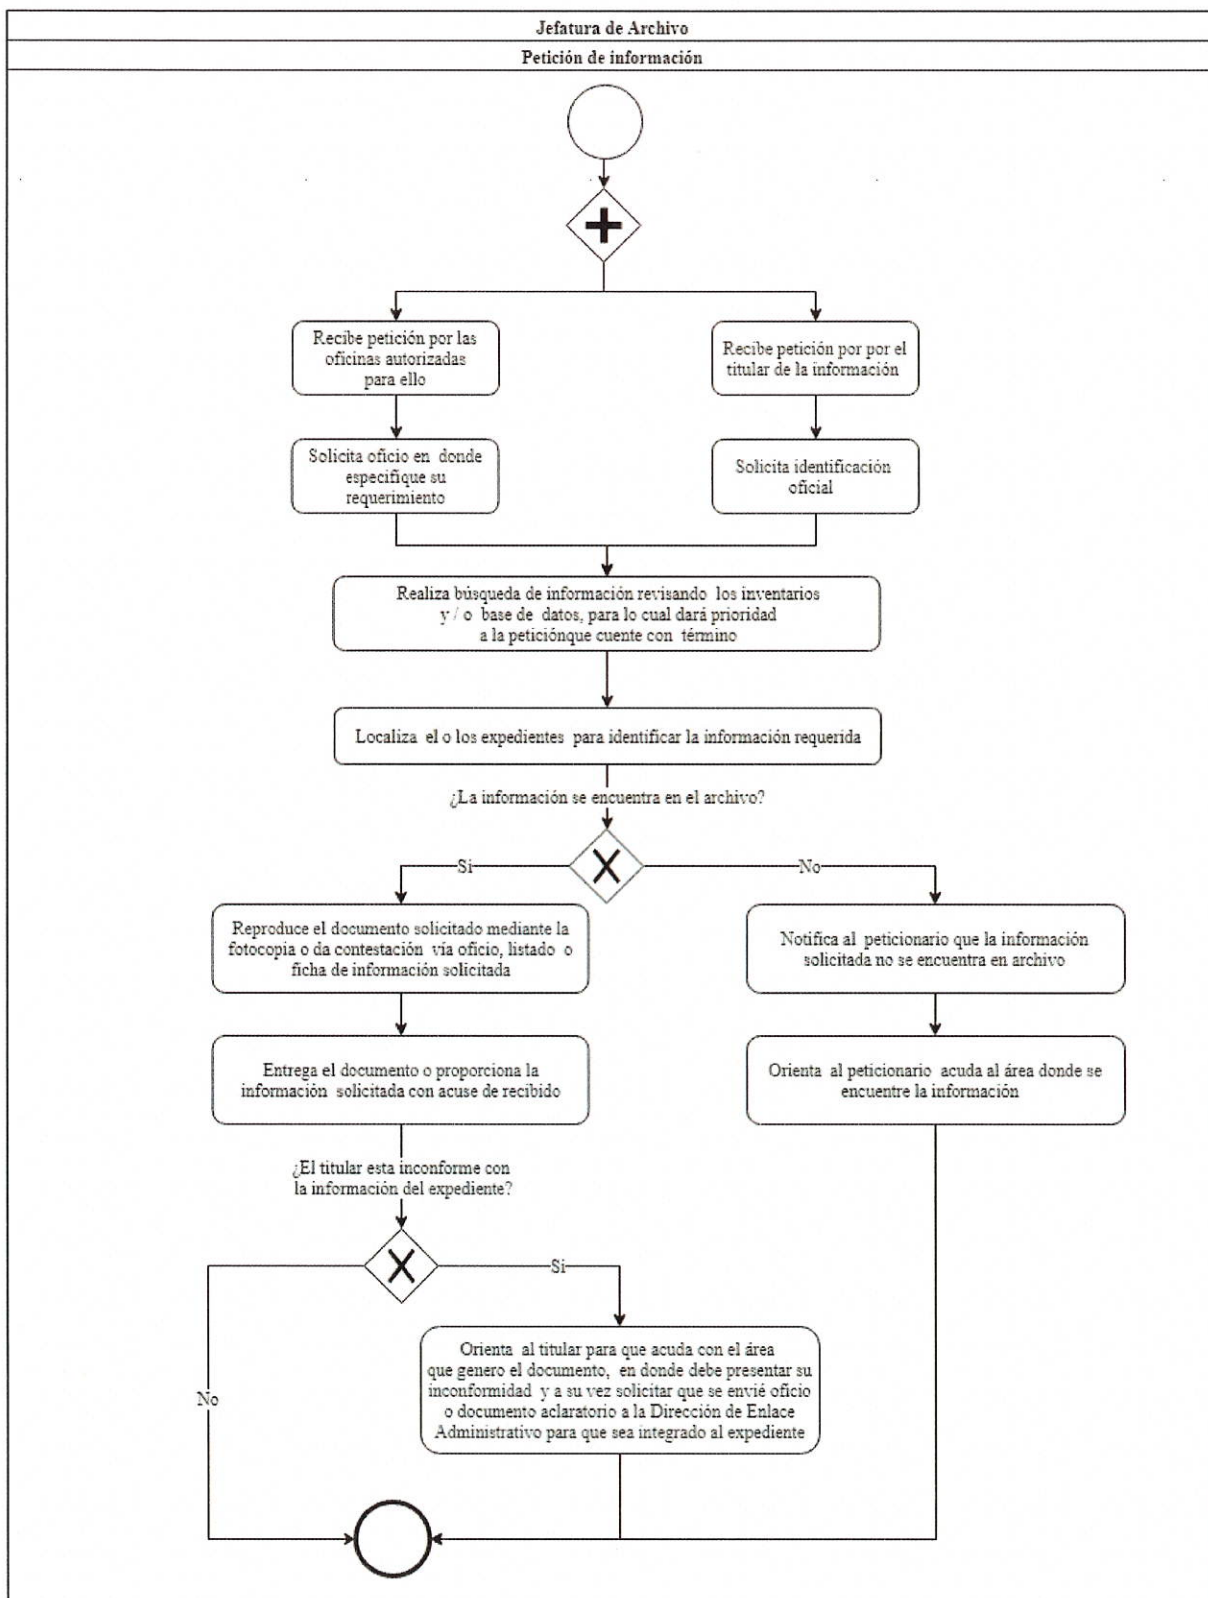 Jefatura de Archivo
Petición de información
Recibe petición por las
oficinas autorizadas
para ello
Recibe petición por por el
titular de la información
Solicita oficio en donde
especifique su
requerimiento
Solicita identificación
oficial
Realiza búsqueda de información revisando los inventarios
y / o base de datos, para lo cual dará prioridad
a la peticiónque cuente con término
Localiza el o los expedientes para identificar la información requerida
¿La información se encuentra en el archivo?
Si
No
Reproduce el documento solicitado mediante la
fotocopia o da contestación vía oficio, listado o
ficha de información solicitada
Notifica al peticionario que la información
solicitada no se encuentra en archivo
Entrega el documento o proporciona la
información solicitada con acuse de recibido
Orienta al peticionario acuda al área donde se
encuentre la información
¿El titular esta inconforme con
la información del expediente?
Si
No
Orienta al titular para que acuda con el área
que genero el documento, en donde debe presentar su
inconformidad y a su vez solicitar que se envié oficio
o documento aclaratorio a la Dirección de Enlace
Administrativo para que sea integrado al expediente